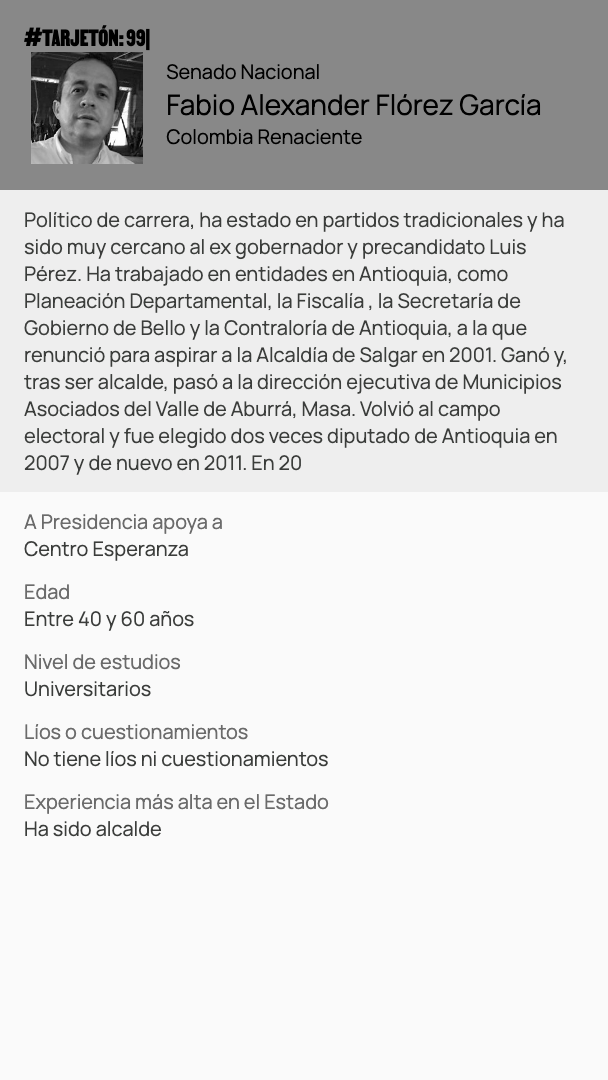 #TARJETÓN: 99|
Senado Nacional
Fabio Alexander Flórez García
Colombia Renaciente
Político de carrera, ha estado en partidos tradicionales y ha
sido muy cercano al ex gobernador y precandidato Luis
Pérez. Ha trabajado en entidades en Antioquia, como
Planeación Departamental, la Fiscalía , la Secretaría de
Gobierno de Bello y la Contraloría de Antioquia, a la que
renunció para aspirar a la Alcaldía de Salgar en 2001. Ganó y,
tras ser alcalde, pasó a la dirección ejecutiva de Municipios
Asociados del Valle de Aburrá, Masa. Volvió al campo
electoral y fue elegido dos veces diputado de Antioquia en
2007 y de nuevo en 2011. En 20
A Presidencia apoya a
Centro Esperanza
Edad
Entre 40 y 60 años
Nivel de estudios
Universitarios
Líos o cuestionamientos
No tiene líos ni cuestionamientos
Experiencia más alta en el Estado
Ha sido alcalde